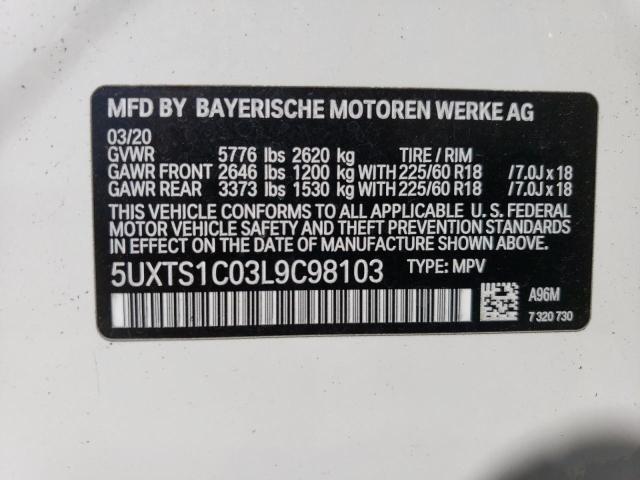 MFD BY BAYERISCHE MOTOREN WERKE AG
03/20
GVWR 5776 lbs 2620 kg TIRE / RIM
GAWR FRONT 2646 lbs 1200 kg WITH 225/60 R18 /7.0J x 18
GAWR REAR 3373 lbs 1530 kg WITH 225/60 R18 /7.0J x 18
THIS VEHICLE CONFORMS TO ALL APPLICABLE U. S. FEDERAL
MOTOR VEHICLE SAFETY AND THEFT PREVENTION STANDARDS
IN EFFECT ON THE DATE OF MANUFACTURE SHOWN ABOVE.
5UXTS1C03L9C98103 TYPE: MPV
A96M
7 320 730